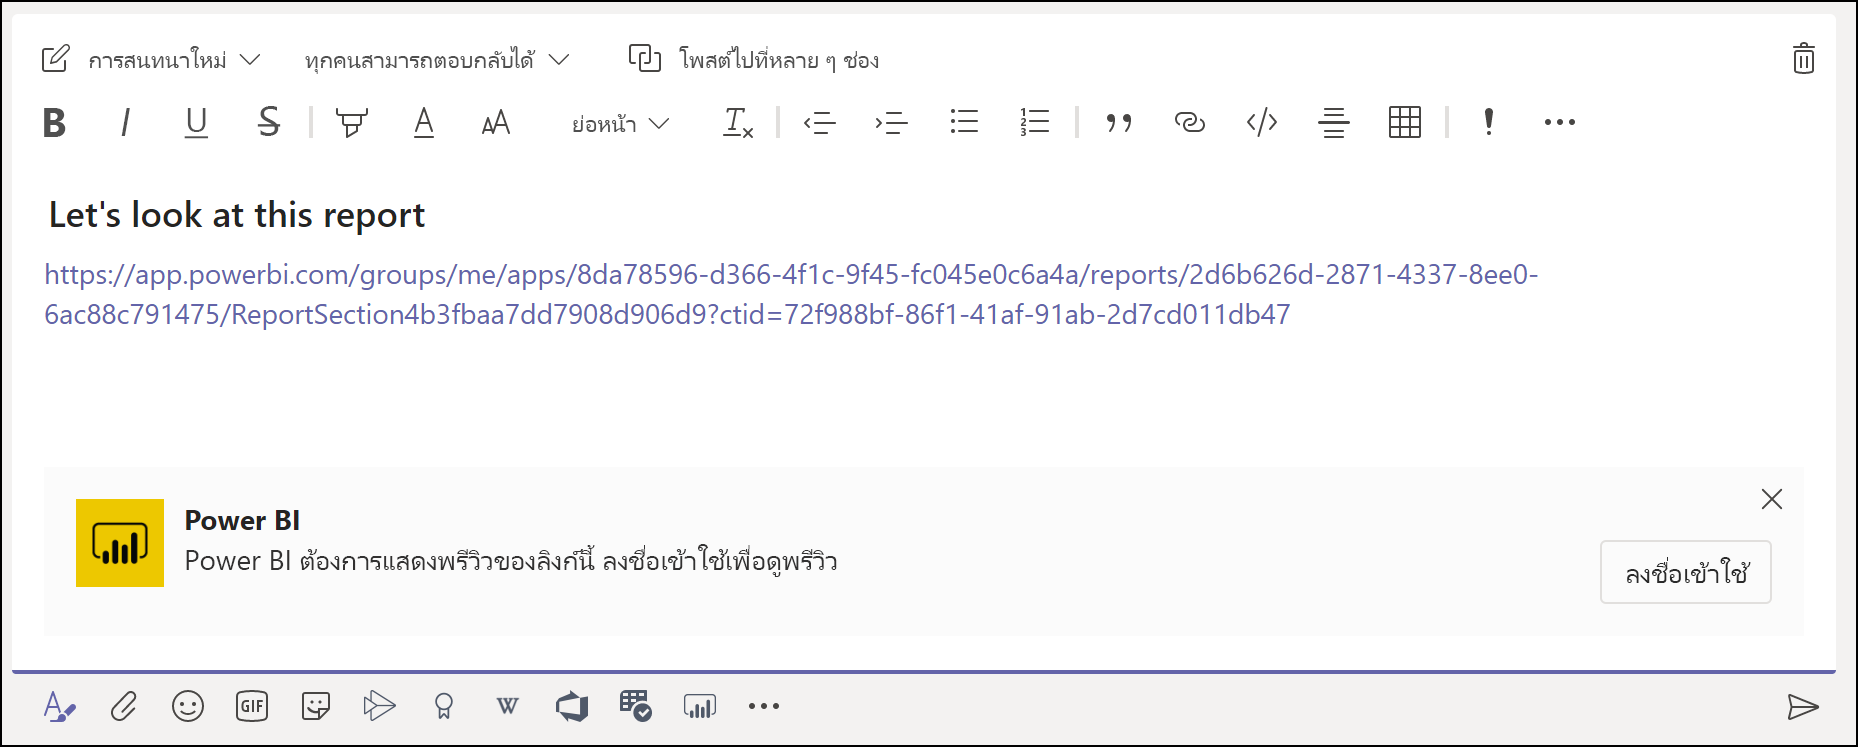 การสนทนาใหม่ ทุกคนสามารถตอบกลับได้ โพสต์ไปที่หลาย ๆ ช่อง
B I U S A AA ย่อหน้า Tx </> ! ...
Let's look at this report
https://app.powerbi.com/groups/me/apps/8da78596-d366-4f1c-9f45-fc045e0c6a4a/reports/2d6b626d-2871-4337-8ee0-
6ac88c791475/ReportSection4b3fbaa7dd7908d906d9?ctid=72f988bf-86f1-41af-91ab-2d7cd011db47
Power BI
Power BI ต้องการแสดงพรีวิวของลิงก์นี้ ลงชื่อเข้าใช้เพื่อดูพรีวิว
ลงชื่อเข้าใช้
GIF W